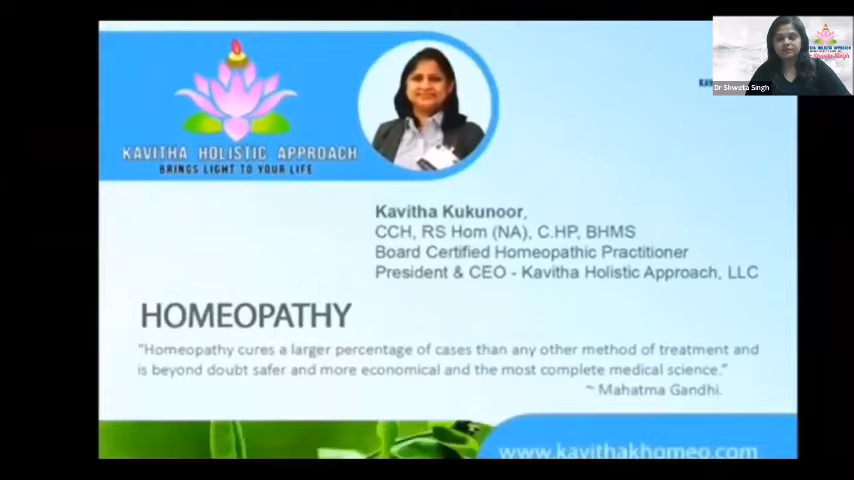 KAVITHA HOLISTIC APPROACH
BRINGS LIGHT TO YOUR LIFE
Dr Shweta Singh
Kavitha Kukunoor,
CCH, RS Hom (NA), C.HP, BHMS
Board Certified Homeopathic Practitioner
President & CEO - Kavitha Holistic Approach, LLC
HOMEOPATHY
"Homeopathy cures a larger percentage of cases than any other method of treatment and
is beyond doubt safer and more economical and the most complete medical science."
~ Mahatma Gandhi.
www.kavithakhomeo.com